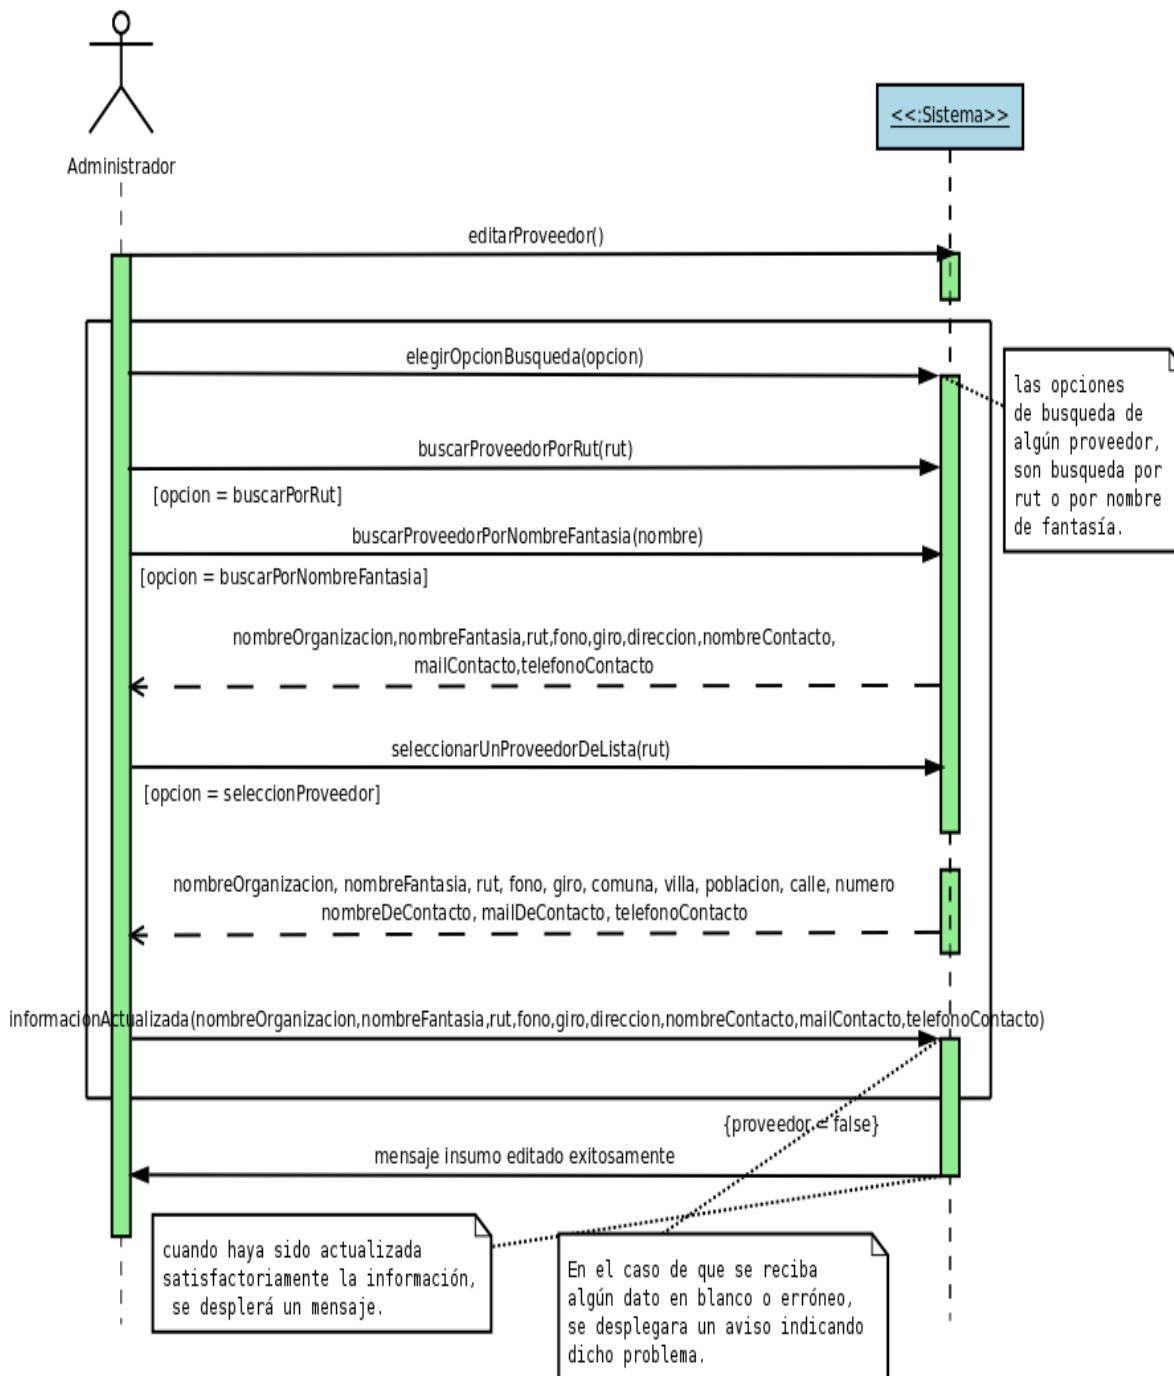 <<:Sistema>>
Administrador
editarProveedor()
elegirOpcionBusqueda(opcion)
las opciones
de busqueda de
algún proveedor,
son busqueda por
rut o por nombre
de fantasía.
buscarProveedorPorRut(rut)
[opcion = buscarPorRut]
buscarProveedorPorNombreFantasia(nombre)
[opcion = buscarPorNombreFantasia]
nombreOrganizacion,nombreFantasia,rut,fono,giro,direccion,nombreContacto,
mailContacto,telefonoContacto
seleccionarUnProveedorDeLista(rut)
[opcion = seleccionProveedor]
nombreOrganizacion, nombreFantasia, rut, fono, giro, comuna, villa, poblacion, calle, numero
nombreDeContacto, mailDeContacto, telefonoContacto
informacionActualizada(nombreOrganizacion,nombreFantasia,rut,fono,giro,direccion,nombreContacto,mailContacto,telefonoContacto)
{proveedor = false}
mensaje insumo editado exitosamente
cuando haya sido actualizada
satisfactoriamente la información,
se desplerá un mensaje.
En el caso de que se reciba
algún dato en blanco o erróneo,
se desplegara un aviso indicando
dicho problema.